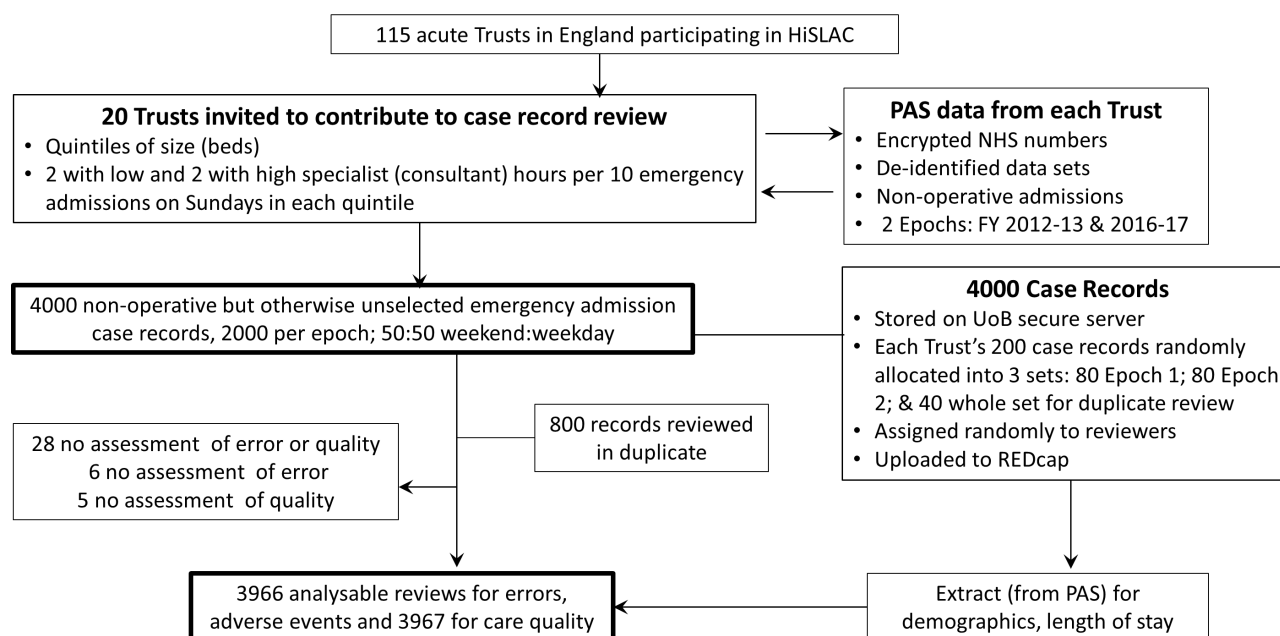 115 acute Trusts in England participating in HiSLAC
20 Trusts invited to contribute to case record review
• Quintiles of size (beds)
• 2 with low and 2 with high specialist (consultant) hours per 10 emergency
admissions on Sundays in each quintile
PAS data from each Trust
• Encrypted NHS numbers
• De-identified data sets
• Non-operative admissions
• 2 Epochs: FY 2012-13 & 2016-17
4000 non-operative but otherwise unselected emergency admission
case records, 2000 per epoch; 50:50 weekend:weekday
4000 Case Records
• Stored on UoB secure server
• Each Trust's 200 case records randomly
allocated into 3 sets: 80 Epoch 1; 80 Epoch
2; & 40 whole set for duplicate review
• Assigned randomly to reviewers
• Uploaded to REDcap
800 records reviewed
in duplicate
28 no assessment of error or quality
6 no assessment of error
5 no assessment of quality
3966 analysable reviews for errors,
adverse events and 3967 for care quality
Extract (from PAS) for
demographics, length of stay